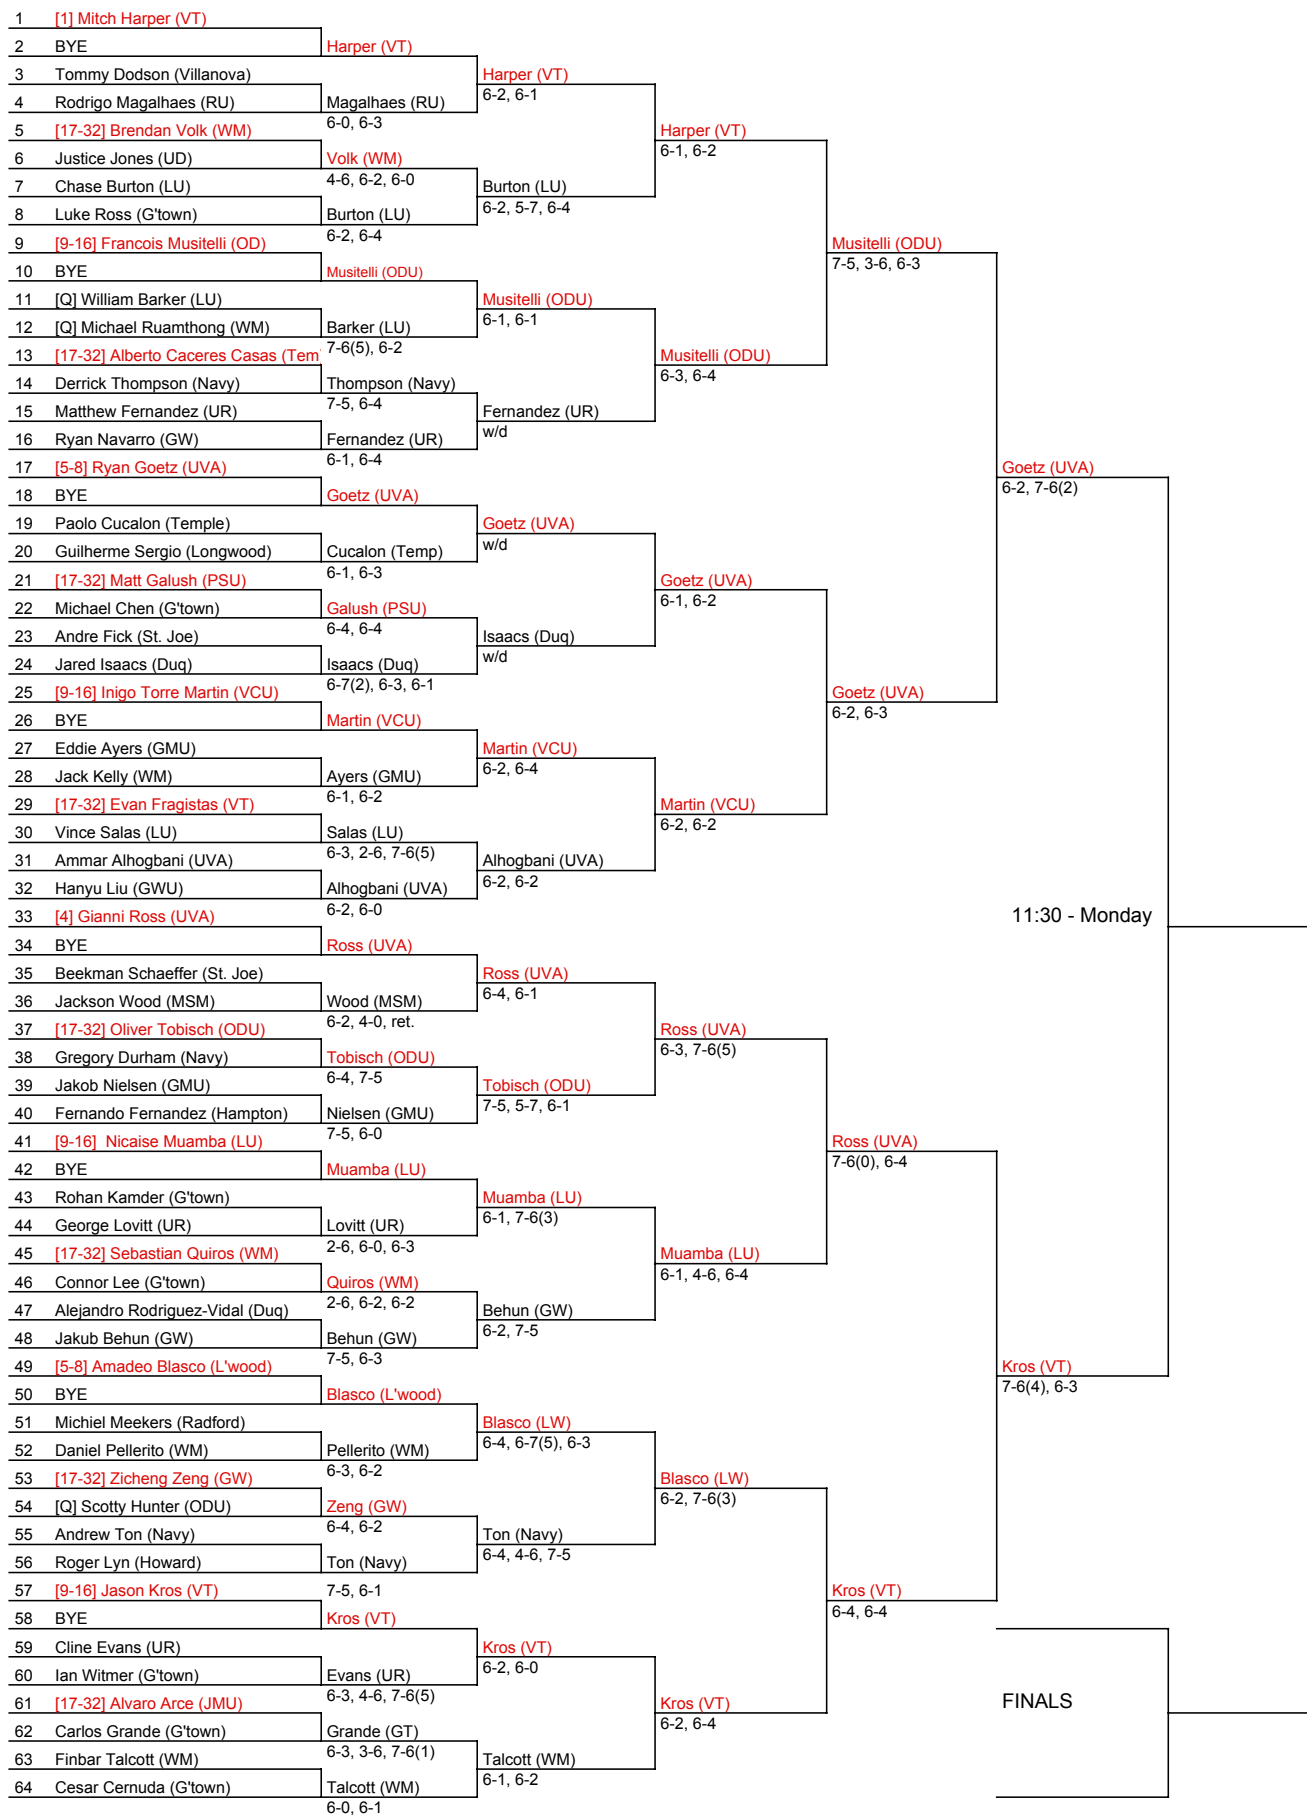 1 [1] Mitch Harper (VT)
2 BYE
3 Tommy Dodson (Villanova)
4 Rodrigo Magalhaes (RU)
5 [17-32] Brendan Volk (WM)
6 Justice Jones (UD)
7 Chase Burton (LU)
8 Luke Ross (G'town)
9 [9-16] Francois Musitelli (OD)
10 BYE
11 [Q] William Barker (LU)
12 [Q] Michael Ruamthong (WM)
13 [17-32] Alberto Caceres Casas (Tem
14 Derrick Thompson (Navy)
15 Matthew Fernandez (UR)
16 Ryan Navarro (GW)
17 [5-8] Ryan Goetz (UVA)
18 BYE
19 Paolo Cucalon (Temple)
20 Guilherme Sergio (Longwood)
21 [17-32] Matt Galush (PSU)
22 Michael Chen (G'town)
23 Andre Fick (St. Joe)
24 Jared Isaacs (Duq)
25 [9-16] Inigo Torre Martin (VCU)
26 BYE
27 Eddie Ayers (GMU)
28 Jack Kelly (WM)
29 [17-32] Evan Fragistas (VT)
30 Vince Salas (LU)
31 Ammar Alhogbani (UVA)
32 Hanyu Liu (GWU)
33 [4] Gianni Ross (UVA)
34 BYE
35 Beekman Schaeffer (St. Joe)
36 Jackson Wood (MSM)
37 [17-32] Oliver Tobisch (ODU)
38 Gregory Durham (Navy)
39 Jakob Nielsen (GMU)
40 Fernando Fernandez (Hampton)
41 [9-16] Nicaise Muamba (LU)
42 BYE
43 Rohan Kamder (G'town)
44 George Lovitt (UR)
45 [17-32] Sebastian Quiros (WM)
46 Connor Lee (G'town)
47 Alejandro Rodriguez-Vidal (Duq)
48 Jakub Behun (GW)
49 [5-8] Amadeo Blasco (L'wood)
50 BYE
51 Michiel Meekers (Radford)
52 Daniel Pellerito (WM)
53 [17-32] Zicheng Zeng (GW)
54 [Q] Scotty Hunter (ODU)
55 Andrew Ton (Navy)
56 Roger Lyn (Howard)
57 [9-16] Jason Kros (VT)
58 BYE
59 Cline Evans (UR)
60 Ian Witmer (G'town)
61 [17-32] Alvaro Arce (JMU)
62 Carlos Grande (G'town)
63 Finbar Talcott (WM)
64 Cesar Cernuda (G'town)
Harper (VT)
Magalhaes (RU)
6-0, 6-3
Volk (WM)
4-6, 6-2, 6-0
Burton (LU)
6-2, 6-4
Musitelli (ODU)
Barker (LU)
7-6(5), 6-2
Thompson (Navy)
7-5, 6-4
Fernandez (UR)
6-1, 6-4
Goetz (UVA)
Cucalon (Temp)
6-1, 6-3
Galush (PSU)
6-4, 6-4
Isaacs (Duq)
6-7(2), 6-3, 6-1
Martin (VCU)
Ayers (GMU)
6-1, 6-2
Salas (LU)
6-3, 2-6, 7-6(5)
Alhogbani (UVA)
6-2, 6-0
Ross (UVA)
Wood (MSM)
6-2, 4-0, ret.
Tobisch (ODU)
6-4, 7-5
Nielsen (GMU)
7-5, 6-0
Muamba (LU)
Lovitt (UR)
2-6, 6-0, 6-3
Quiros (WM)
2-6, 6-2, 6-2
Behun (GW)
7-5, 6-3
Blasco (L'wood)
Pellerito (WM)
6-3, 6-2
Zeng (GW)
6-4, 6-2
Ton (Navy)
7-5, 6-1
Kros (VT)
Evans (UR)
6-3, 4-6, 7-6(5)
Grande (GT)
6-3, 3-6, 7-6(1)
Talcott (WM)
6-0, 6-1
Harper (VT)
6-2, 6-1
Burton (LU)
6-2, 5-7, 6-4
Musitelli (ODU)
6-1, 6-1
Fernandez (UR)
w/d
Goetz (UVA)
w/d
Isaacs (Duq)
w/d
Martin (VCU)
6-2, 6-4
Alhogbani (UVA)
6-2, 6-2
Ross (UVA)
6-4, 6-1
Tobisch (ODU)
7-5, 5-7, 6-1
Muamba (LU)
6-1, 7-6(3)
Behun (GW)
6-2, 7-5
Blasco (LW)
6-4, 6-7(5), 6-3
Ton (Navy)
6-4, 4-6, 7-5
Kros (VT)
6-2, 6-0
Talcott (WM)
6-1, 6-2
Harper (VT)
6-1, 6-2
Musitelli (ODU)
6-3, 6-4
Goetz (UVA)
6-1, 6-2
Martin (VCU)
6-2, 6-2
Ross (UVA)
6-3, 7-6(5)
Muamba (LU)
6-1, 4-6, 6-4
Blasco (LW)
6-2, 7-6(3)
Kros (VT)
6-2, 6-4
Musitelli (ODU)
7-5, 3-6, 6-3
Goetz (UVA)
6-2, 6-3
Ross (UVA)
7-6(0), 6-4
Kros (VT)
6-4, 6-4
Goetz (UVA)
6-2, 7-6(2)
11:30 - Monday
Kros (VT)
7-6(4), 6-3
FINALS